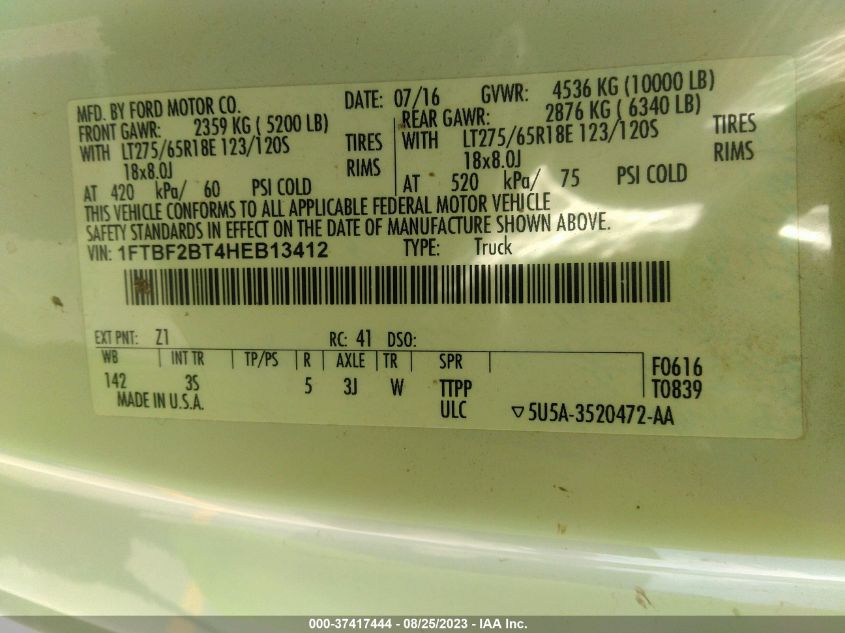 MFD. BY FORD MOTOR CO. DATE: 07/16 GVWR: 4536 KG (10000 LB)
FRONT GAWR: 2359 KG ( 5200 LB) REAR GAWR: 2876 KG ( 6340 LB)
WITH LT275/65R18E 123/120S TIRES WITH LT275/65R18E 123/120S TIRES
18x8.0J RIMS 18x8.0J RIMS
AT 420 kPa/ 60 PSI COLD AT 520 kPa/ 75 PSI COLD
THIS VEHICLE CONFORMS TO ALL APPLICABLE FEDERAL MOTOR VEHICLE
SAFETY STANDARDS IN EFFECT ON THE DATE OF MANUFACTURE SHOWN ABOVE.
VIN: 1FTBF2BT4HEB13412 TYPE: Truck
EXT PNT: Z1 RC: 41 DSO:
WB INT TR TP/PS R AXLE TR SPR F0616
142 3S 5 3J W TTPP T0839
MADE IN U.S.A. ULC ▽5U5A-3520472-AA
000-37417444 - 08/25/2023 - IAA Inc.